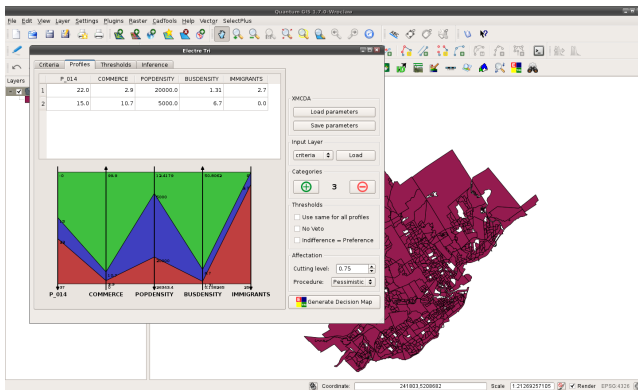 Quantum GIS 1.7.0-Wroclaw
File Edit View Layer Settings Plugins Raster CadTools Help Vector SelectPlus
Layers
Electre Tri
Criteria Profiles Thresholds Inference
P_014 COMMERCE POPDENSITY BUSDENSITY IMMIGRANTS
1 22.0 2.9 20000.0 1.31 2.7
2 15.0 10.7 5000.0 6.7 0.0
XMCDA
Load parameters
Save parameters
Input Layer
criteria Load
Categories
3
Thresholds
Use same for all profiles
No Veto
Indifference = Preference
Affectation
Cutting level: 0.75
Procedure: Pessimistic
Generate Decision Map
P_014 COMMERCE POPDENSITY BUSDENSITY IMMIGRANTS
Coordinate: 241803,5208682 Scale 1:21269257105 Render EPSG:4326